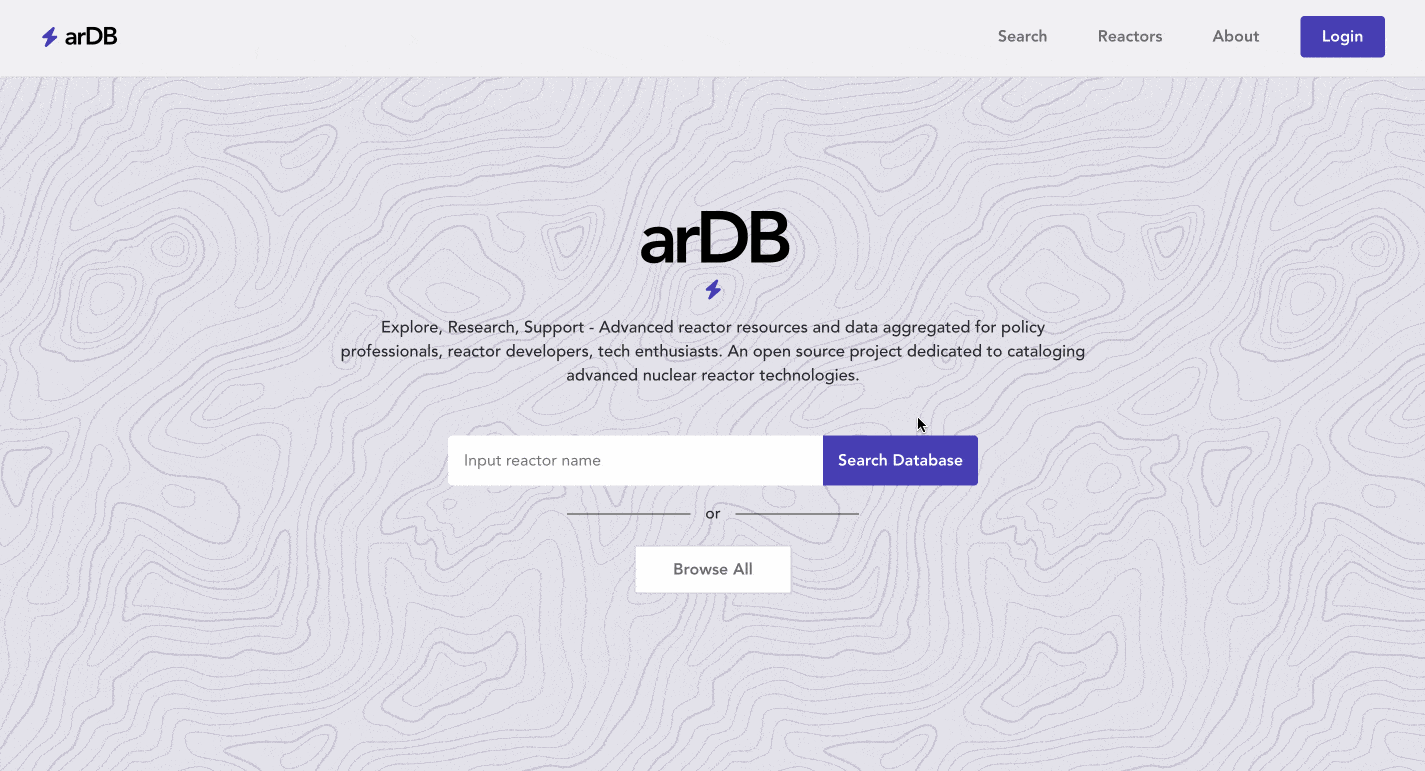 arDB
Search
Reactors
About
Login
arDB
Explore, Research, Support - Advanced reactor resources and data aggregated for policy
professionals, reactor developers, tech enthusiasts. An open source project dedicated to cataloging
advanced nuclear reactor technologies.
Input reactor name
Search Database
or
Browse All